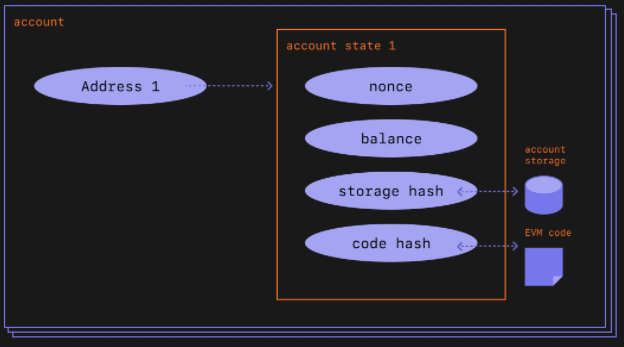 account
account state 1
Address 1
nonce
balance
storage hash
account
storage
code hash
EVM code